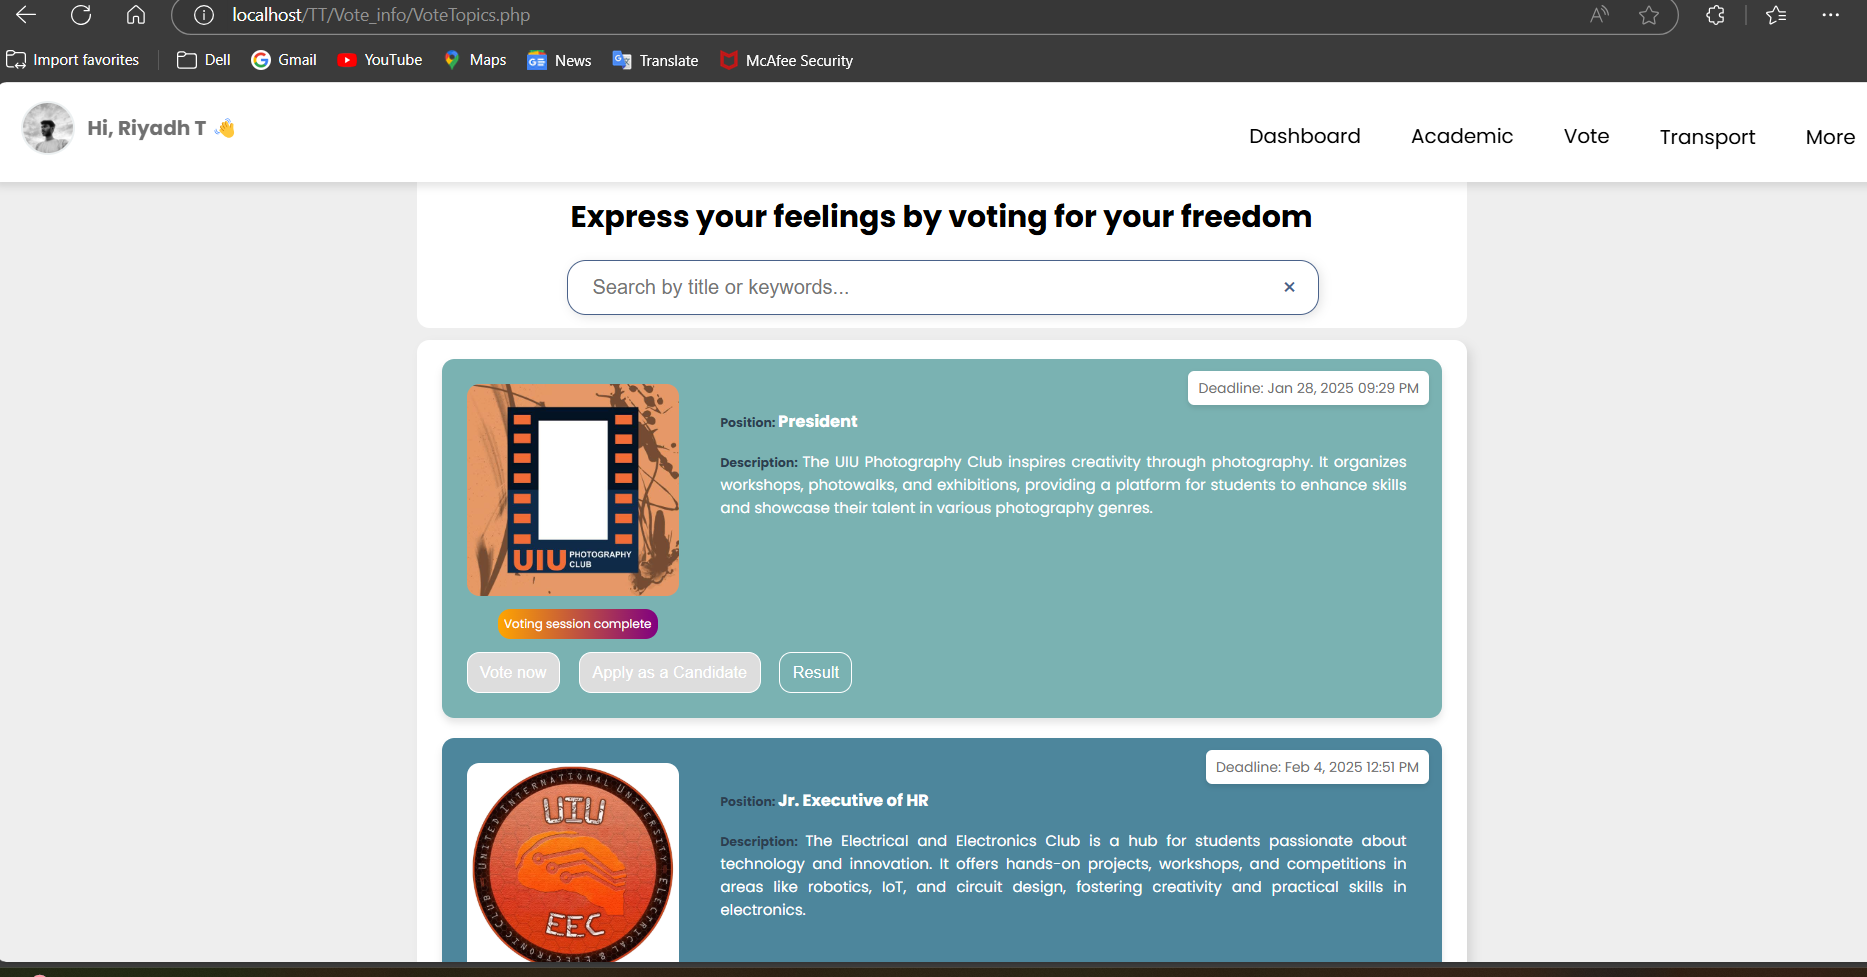 localhost/TT/Vote_info/VoteTopics.php
Import favorites Dell Gmail YouTube Maps News Translate McAfee Security
Hi, Riyadh T 👋
Dashboard Academic Vote Transport More
Express your feelings by voting for your freedom
Search by title or keywords... ×
Deadline: Jan 28, 2025 09:29 PM
UIU PHOTOGRAPHY
CLUB
Position: President
Description: The UIU Photography Club inspires creativity through photography. It organizes
workshops, photowalks, and exhibitions, providing a platform for students to enhance skills
and showcase their talent in various photography genres.
Voting session complete
Vote now Apply as a Candidate Result
Deadline: Feb 4, 2025 12:51 PM
UNITED INTERNATIONAL UNIVERSITY ELECTRICAL & ELECTRONIC CLUB
UIU
EEC
Position: Jr. Executive of HR
Description: The Electrical and Electronics Club is a hub for students passionate about
technology and innovation. It offers hands-on projects, workshops, and competitions in
areas like robotics, IoT, and circuit design, fostering creativity and practical skills in
electronics.